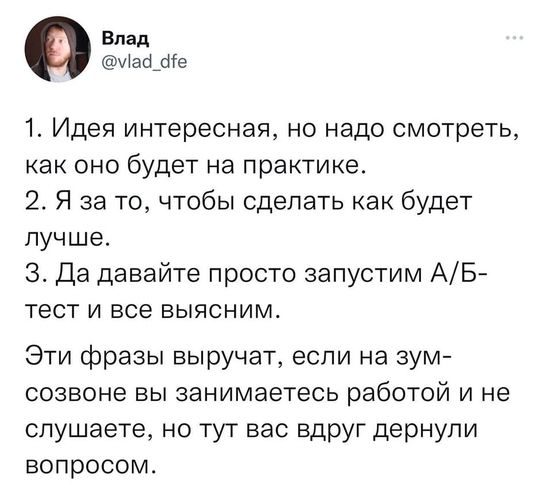 Влад
@vlad_dfe
1. Идея интересная, но надо смотреть,
как оно будет на практике.
2. Я за то, чтобы сделать как будет
лучше.
3. Да давайте просто запустим А/Б-
тест и все выясним.
Эти фразы выручат, если на зум-
созвоне вы занимаетесь работой и не
слушаете, но тут вас вдруг дернули
вопросом.